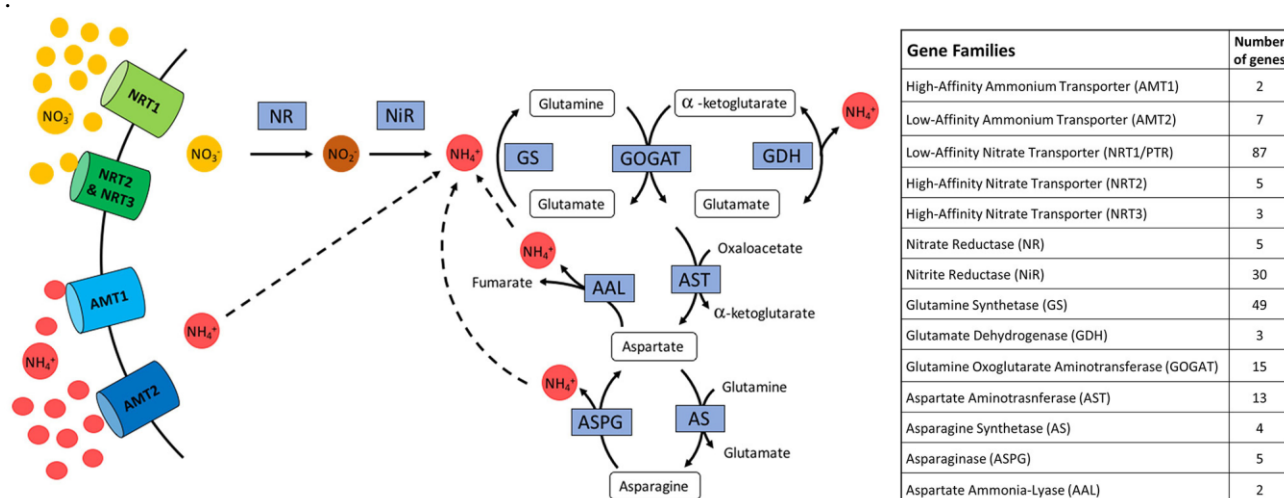 .
NRT1
NO₃⁻
NRT2
& NRT3
NO₃⁻
NR
NO₂⁻
NiR
NH₄⁺
GS
Glutamine
Glutamate
GOGAT
α -ketoglutarate
Glutamate
GDH
NH₄⁺
AMT1
NH₄⁺
NH₄⁺
AMT2
NH₄⁺
Fumarate
AAL
AST
Oxaloacetate
α-ketoglutarate
Aspartate
NH₄⁺
ASPG
AS
Glutamine
Glutamate
Asparagine
Gene Families Number
of genes
High-Affinity Ammonium Transporter (AMT1) 2
Low-Affinity Ammonium Transporter (AMT2) 7
Low-Affinity Nitrate Transporter (NRT1/PTR) 87
High-Affinity Nitrate Transporter (NRT2) 5
High-Affinity Nitrate Transporter (NRT3) 3
Nitrate Reductase (NR) 5
Nitrite Reductase (NiR) 30
Glutamine Synthetase (GS) 49
Glutamate Dehydrogenase (GDH) 3
Glutamine Oxoglutarate Aminotransferase (GOGAT) 15
Aspartate Aminotrasnferase (AST) 13
Asparagine Synthetase (AS) 4
Asparaginase (ASPG) 5
Aspartate Ammonia-Lyase (AAL) 2